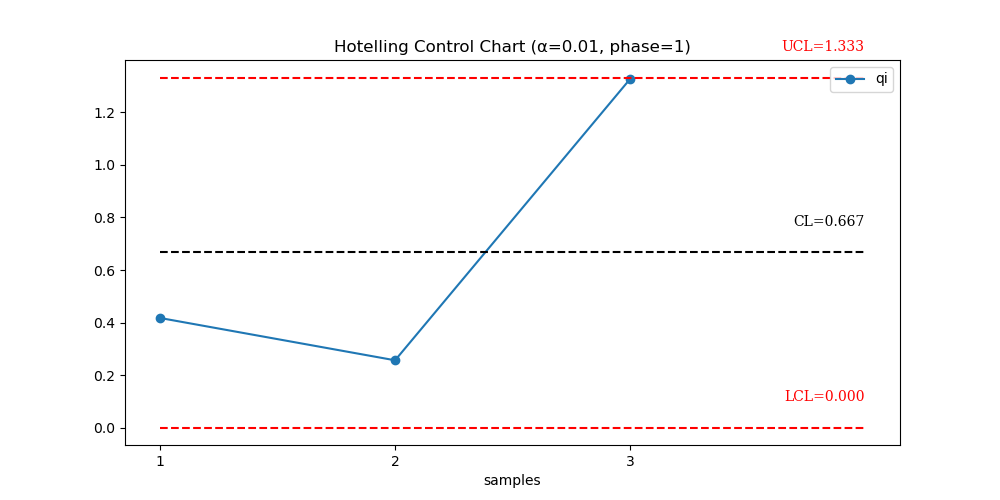 Hotelling Control Chart (α=0.01, phase=1)
UCL=1.333
qi
1.2
1.0
0.8
CL=0.667
0.6
0.4
0.2
LCL=0.000
0.0
1 2 3
samples